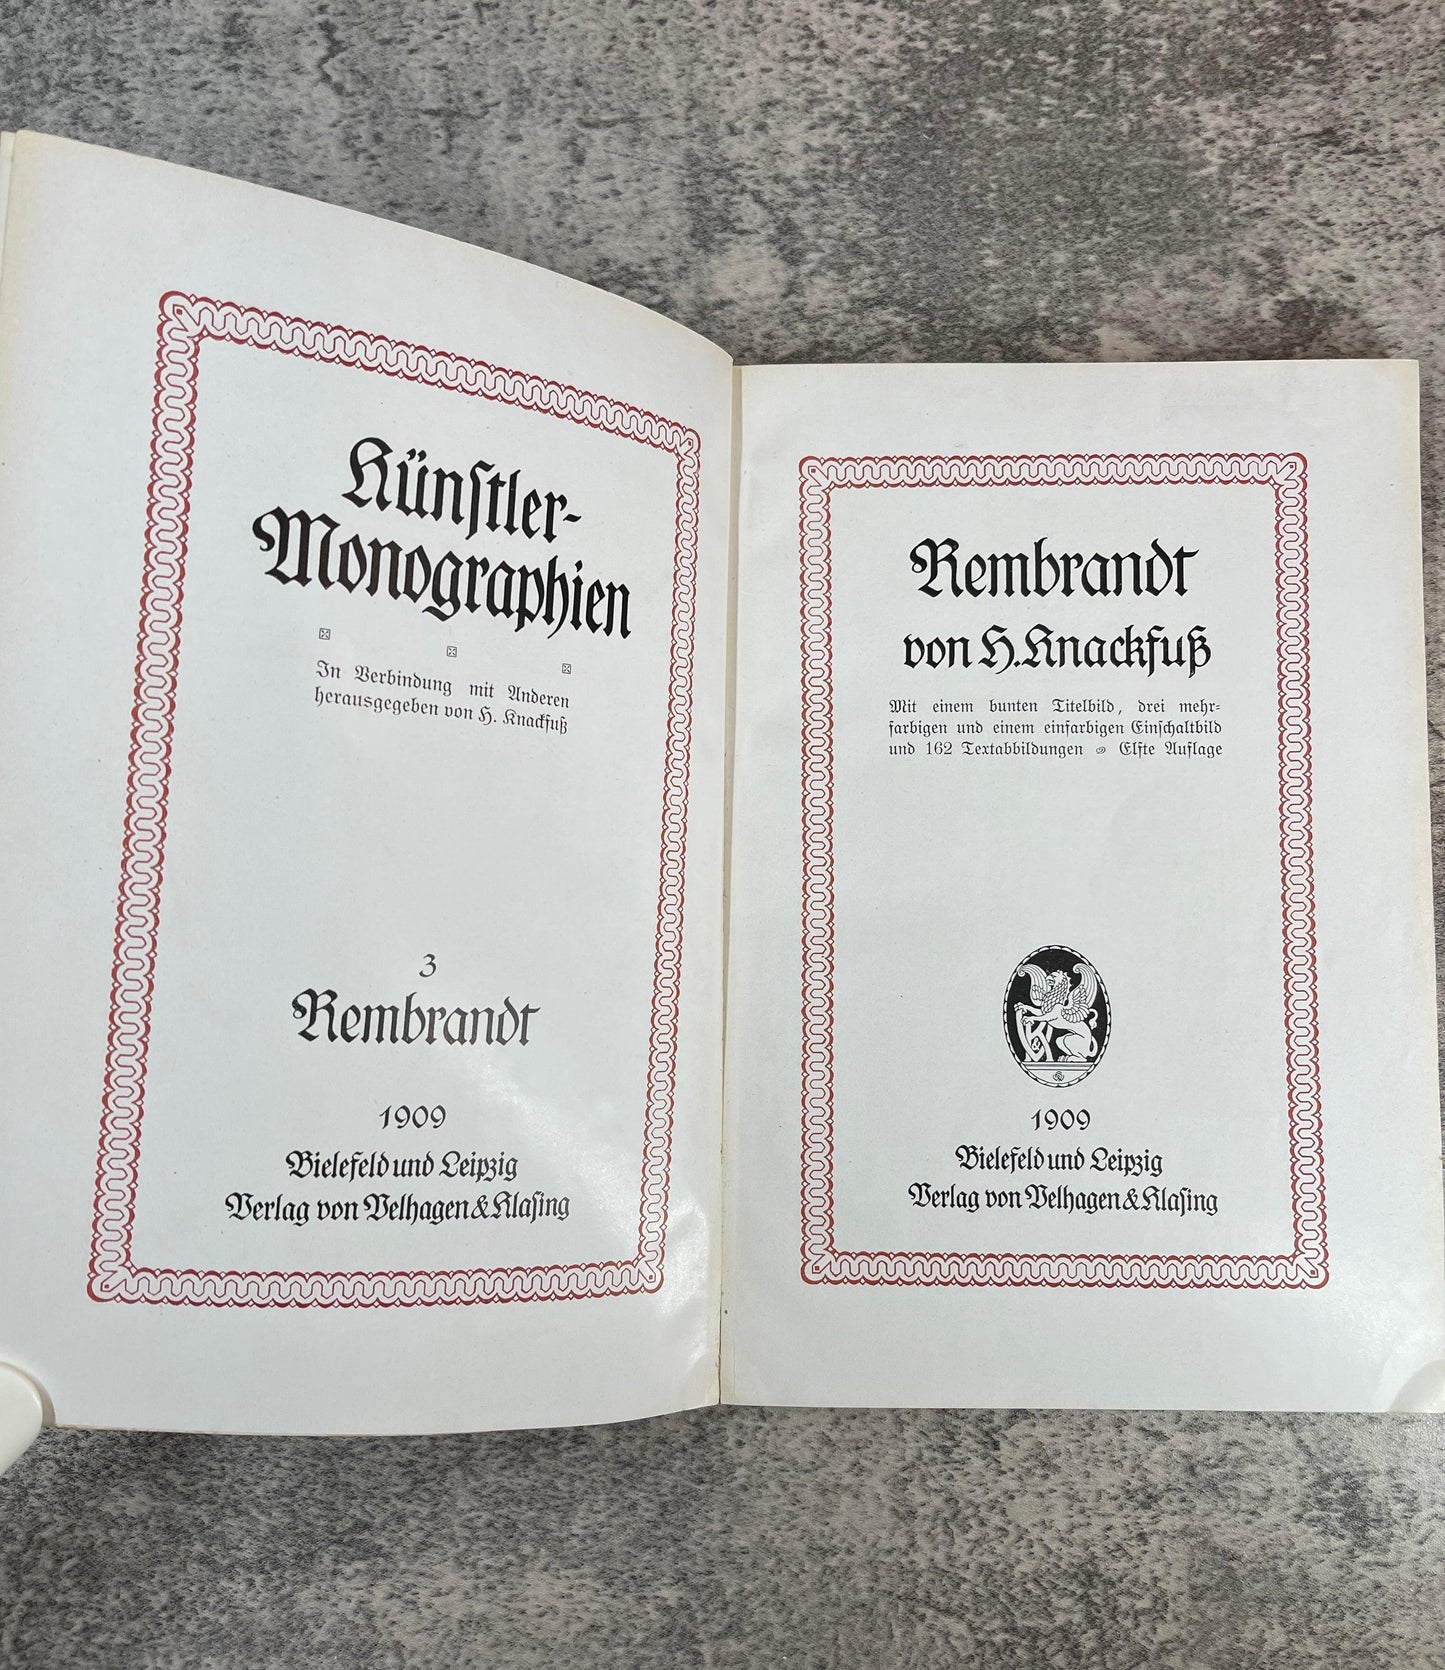 Künstler-
Monographien
In Verbindung mit Anderen
herausgegeben von H. Knackfuß
3
Rembrandt
1909
Bielefeld und Leipzig
Verlag von Velhagen & Klasing
Rembrandt
von H. Knackfuß
Mit einem bunten Titelbild, drei mehr-
farbigen und einem einfarbigen Einschaltbild
und 162 Textabbildungen Elfte Auflage
1909
Bielefeld und Leipzig
Verlag von Velhagen & Klasing